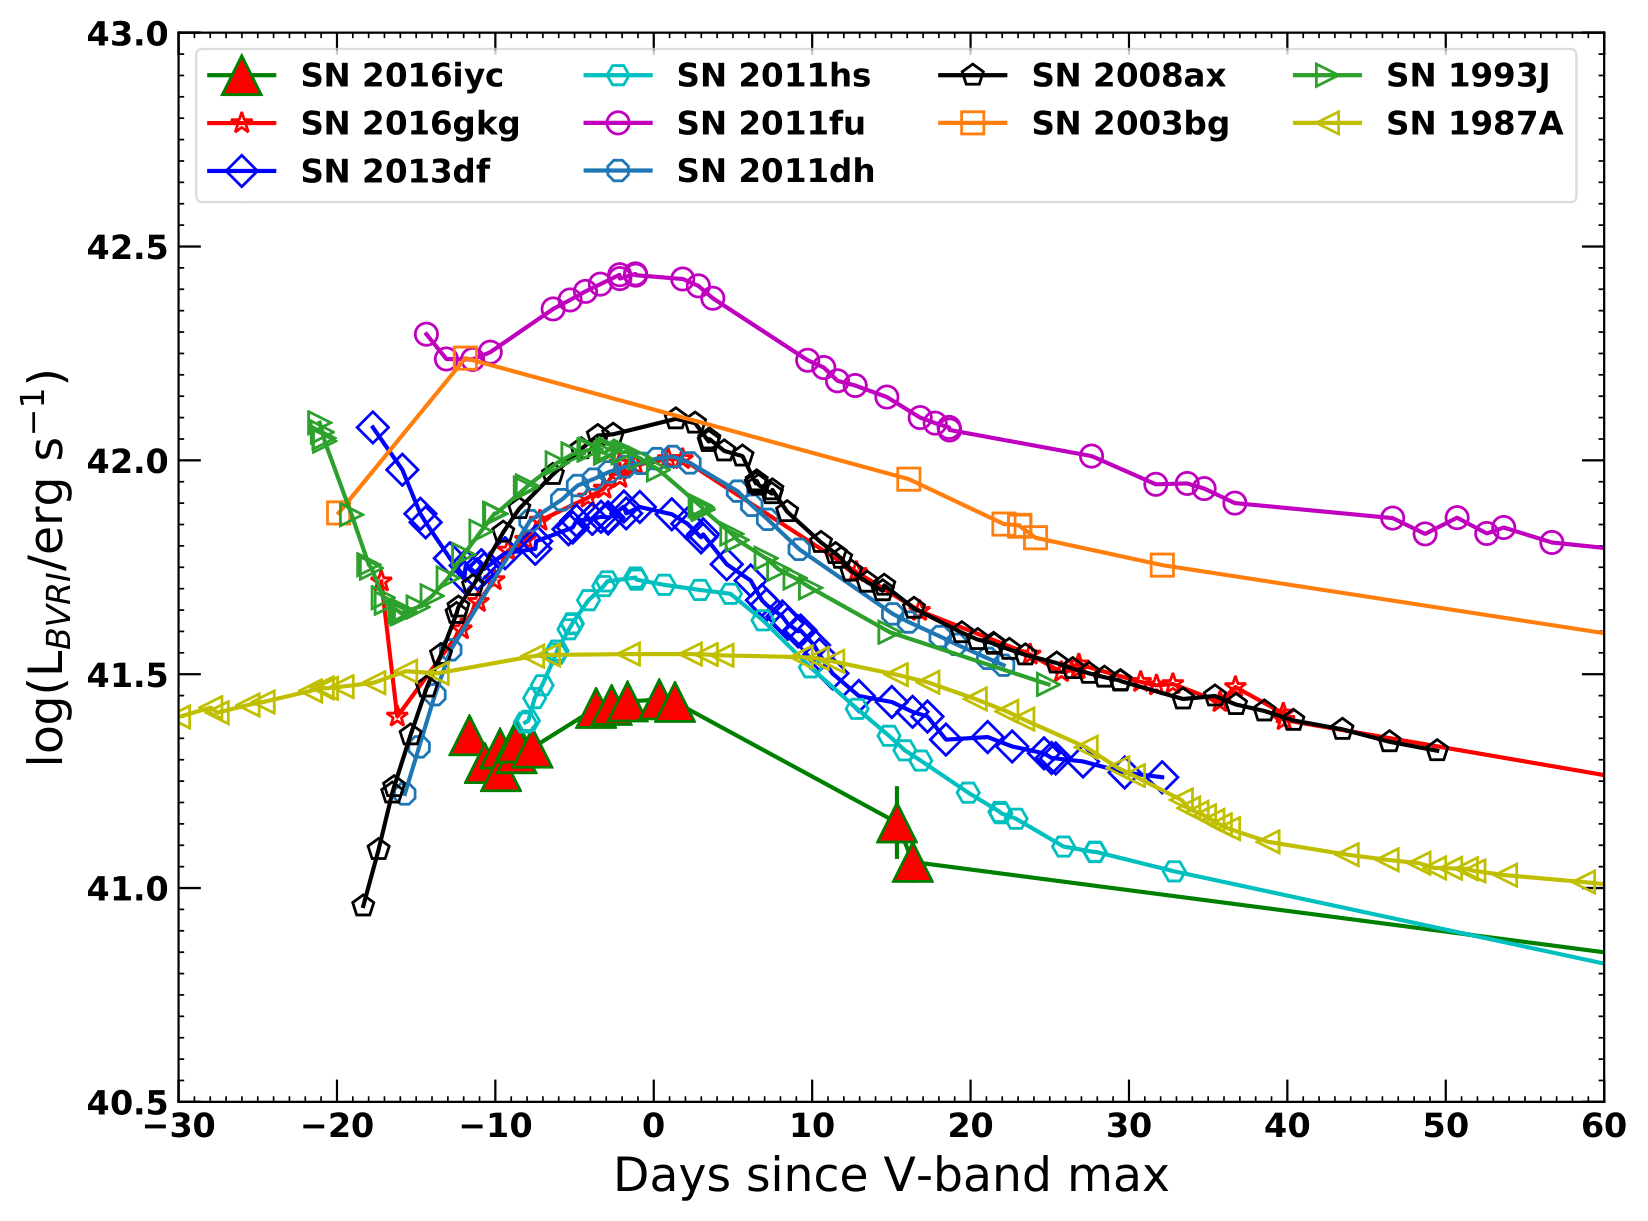 43.0
42.5
42.0
41.5
41.0
40.5
log(L_BVRI/erg s⁻¹)
SN 2016iyc
SN 2016gkg
SN 2013df
SN 2011hs
SN 2011fu
SN 2011dh
SN 2008ax
SN 2003bg
SN 1993J
SN 1987A
−30 −20 −10 0 10 20 30 40 50 60
Days since V-band max